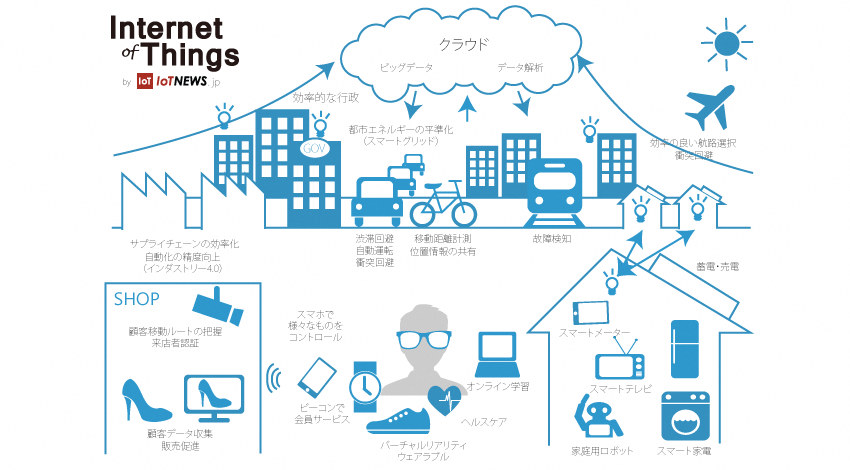 Internet
of Things
by IoT IoTNEWS.jp
クラウド
ビッグデータ
データ解析
効率的な行政
都市エネルギーの平準化
(スマートグリッド)
GOV
効率の良い航路選択
衝突回避
サプライチェーンの効率化
自動化の精度向上
(インダストリー4.0)
渋滞回避
自動運転
衝突回避
移動距離計測
位置情報の共有
故障検知
蓄電・売電
SHOP
顧客移動ルートの把握
来店者認証
顧客データ収集
販売促進
スマホで
様々なものを
コントロール
ビーコンで
会員サービス
オンライン学習
ヘルスケア
バーチャルリアリティ
ウェアラブル
スマートメーター
スマートテレビ
家庭用ロボット
スマート家電